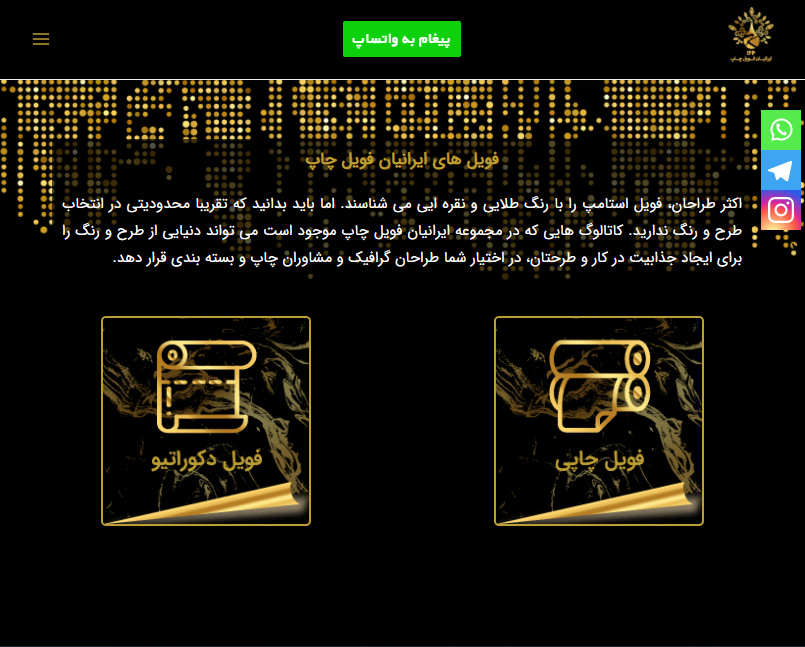 پیغام به واتساپ
IFP
ایرانیان فویل چاپ
فویل های ایرانیان فویل چاپ
اکثر طراحان، فویل استامپ را با رنگ طلایی و نقره ایی می شناسند. اما باید بدانید که تقریبا محدودیتی در انتخاب
طرح و رنگ ندارید. کاتالوگ هایی که در مجموعه ایرانیان فویل چاپ موجود است می تواند دنیایی از طرح و رنگ را
برای ایجاد جذابیت در کار و طرحتان، در اختیار شما طراحان گرافیک و مشاوران چاپ و بسته بندی قرار دهد.
فویل چاپی
فویل دکوراتیو